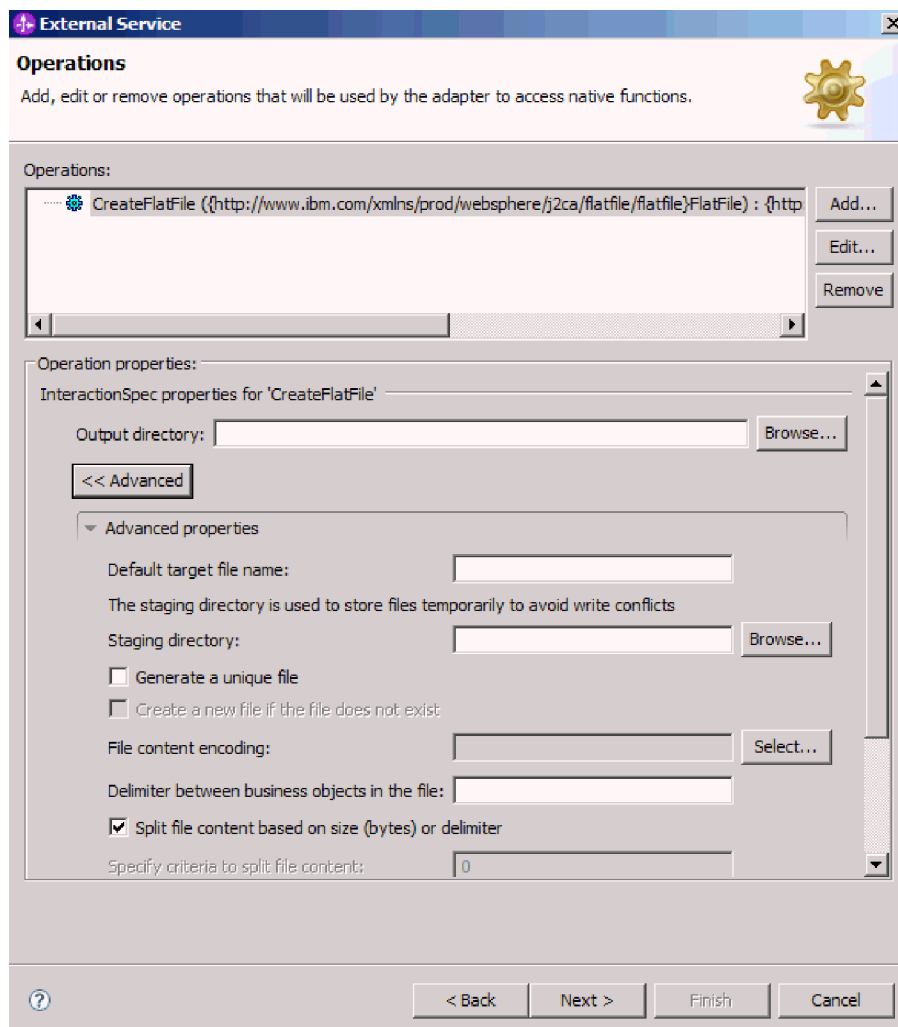 External Service
Operations
Add, edit or remove operations that will be used by the adapter to access native functions.
Operations:
CreateFlatFile ({http://www.ibm.com/xmlns/prod/websphere/j2ca/flatfile/flatfile}FlatFile) : {http
Add...
Edit...
Remove
Operation properties:
InteractionSpec properties for 'CreateFlatFile'
Output directory:
Browse...
<< Advanced
Advanced properties
Default target file name:
The staging directory is used to store files temporarily to avoid write conflicts
Staging directory:
Browse...
Generate a unique file
Create a new file if the file does not exist
File content encoding:
Select...
Delimiter between business objects in the file:
Split file content based on size (bytes) or delimiter
Specify criteria to split file content:
0
?
< Back
Next >
Finish
Cancel